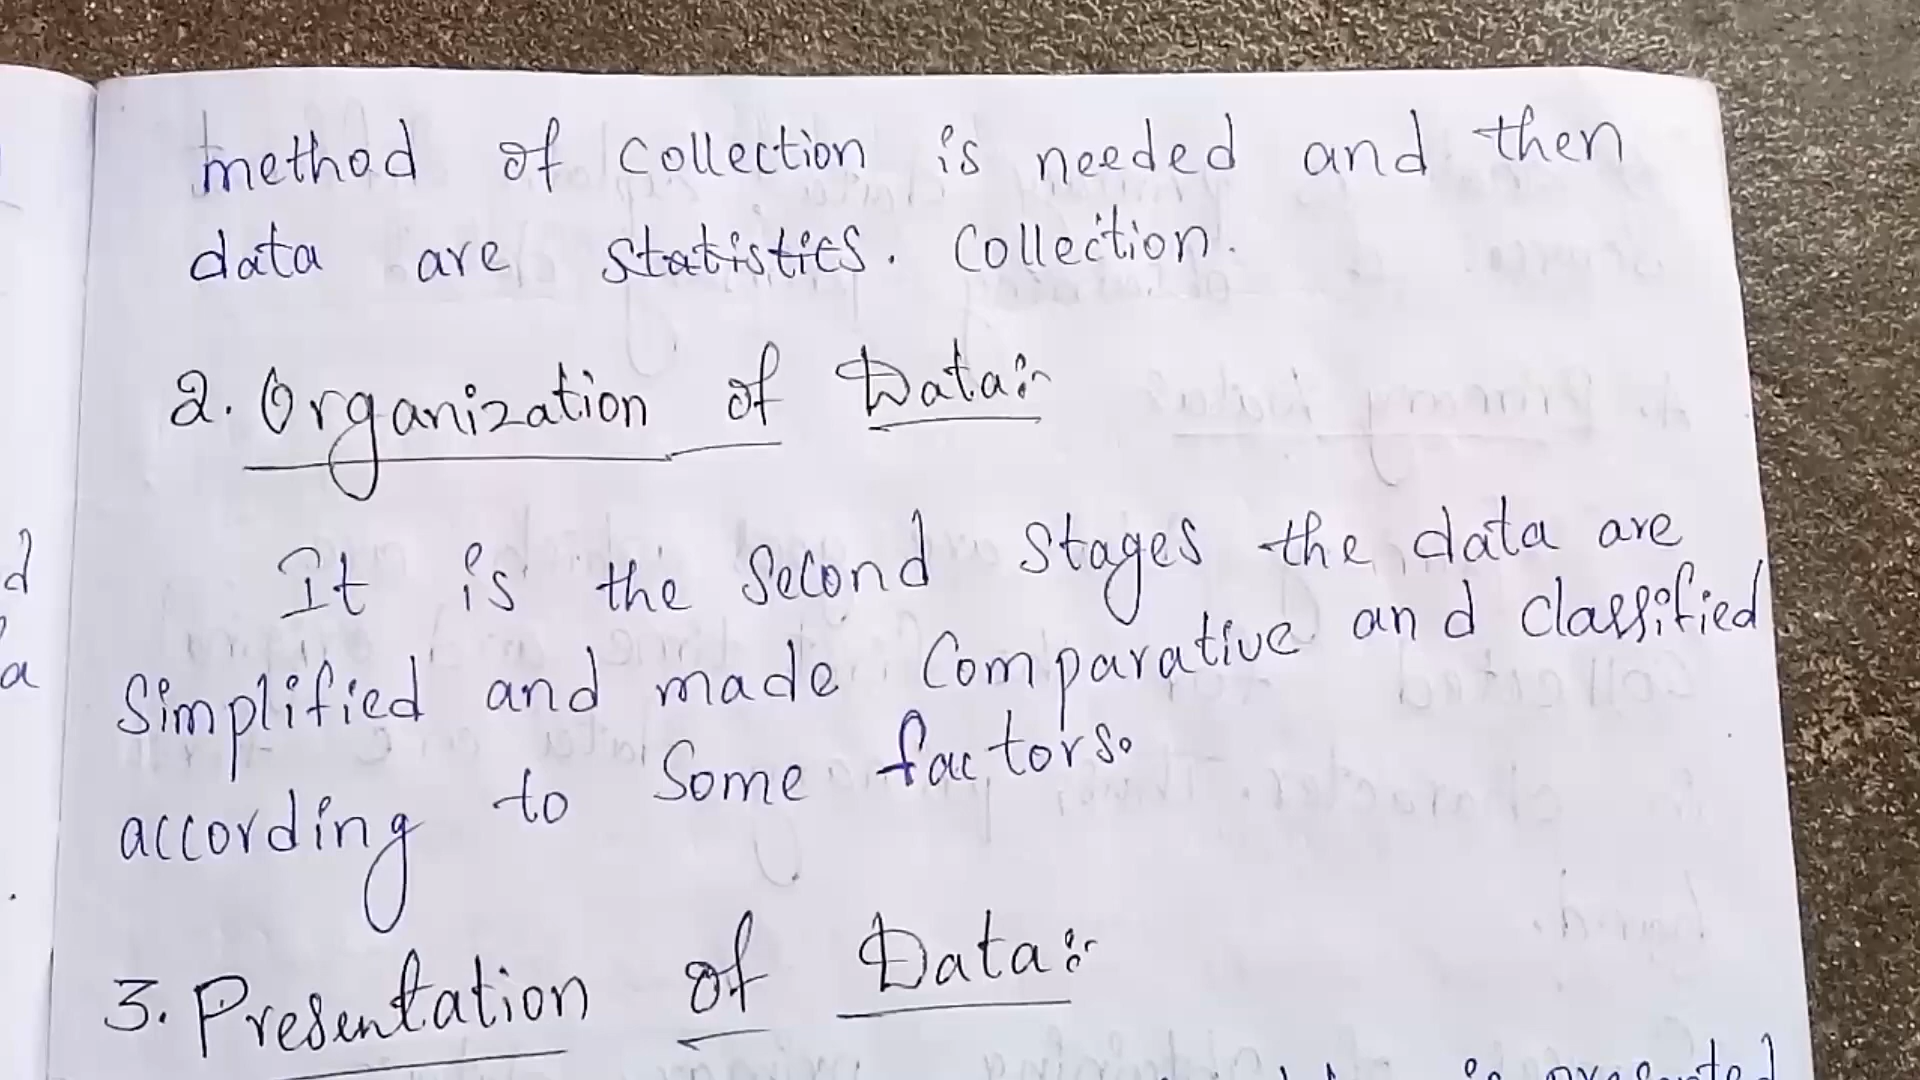 method of collection is needed and then
data are statistics. Collection.
2. Organization of Data:-
It is the Second Stages the data are
Simplified and made Comparative and Classified
according to Some factors.
3. Presentation of Data:-